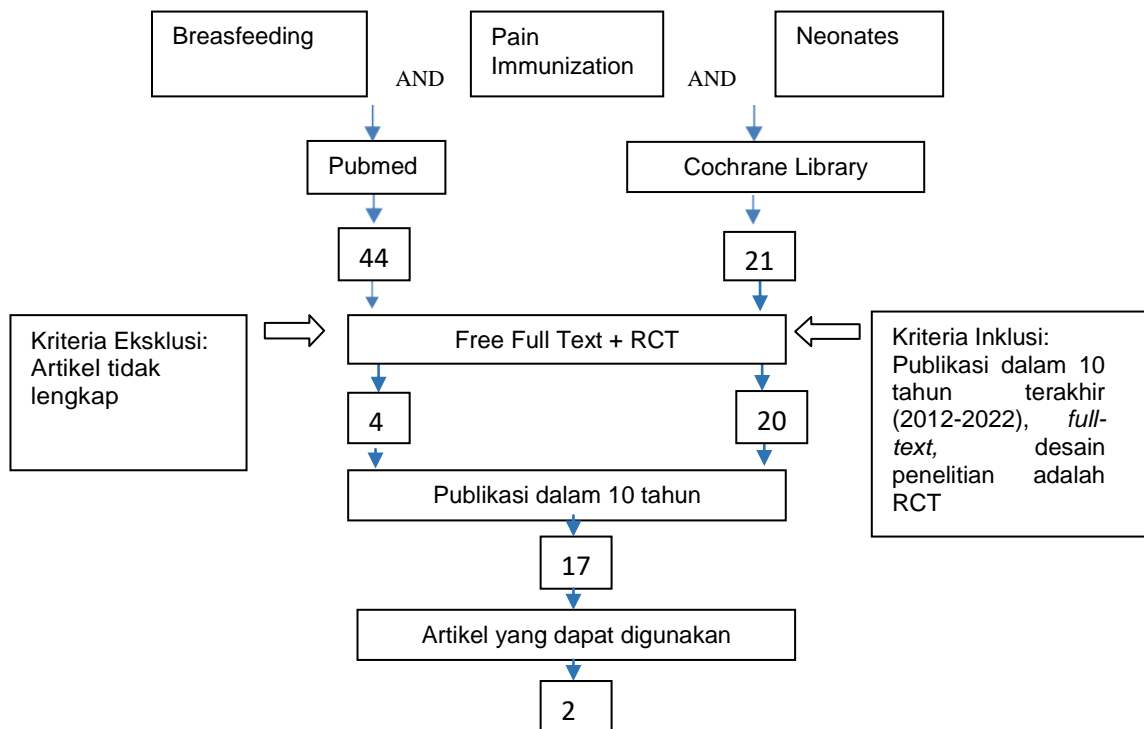 Breasfeeding
AND
Pain
Immunization
AND
Neonates
Pubmed
Cochrane Library
44
21
Kriteria Eksklusi:
Artikel tidak
lengkap
Free Full Text + RCT
Kriteria Inklusi:
Publikasi dalam 10
tahun terakhir
(2012-2022), full-
text, desain
penelitian adalah
RCT
4
20
Publikasi dalam 10 tahun
17
Artikel yang dapat digunakan
2